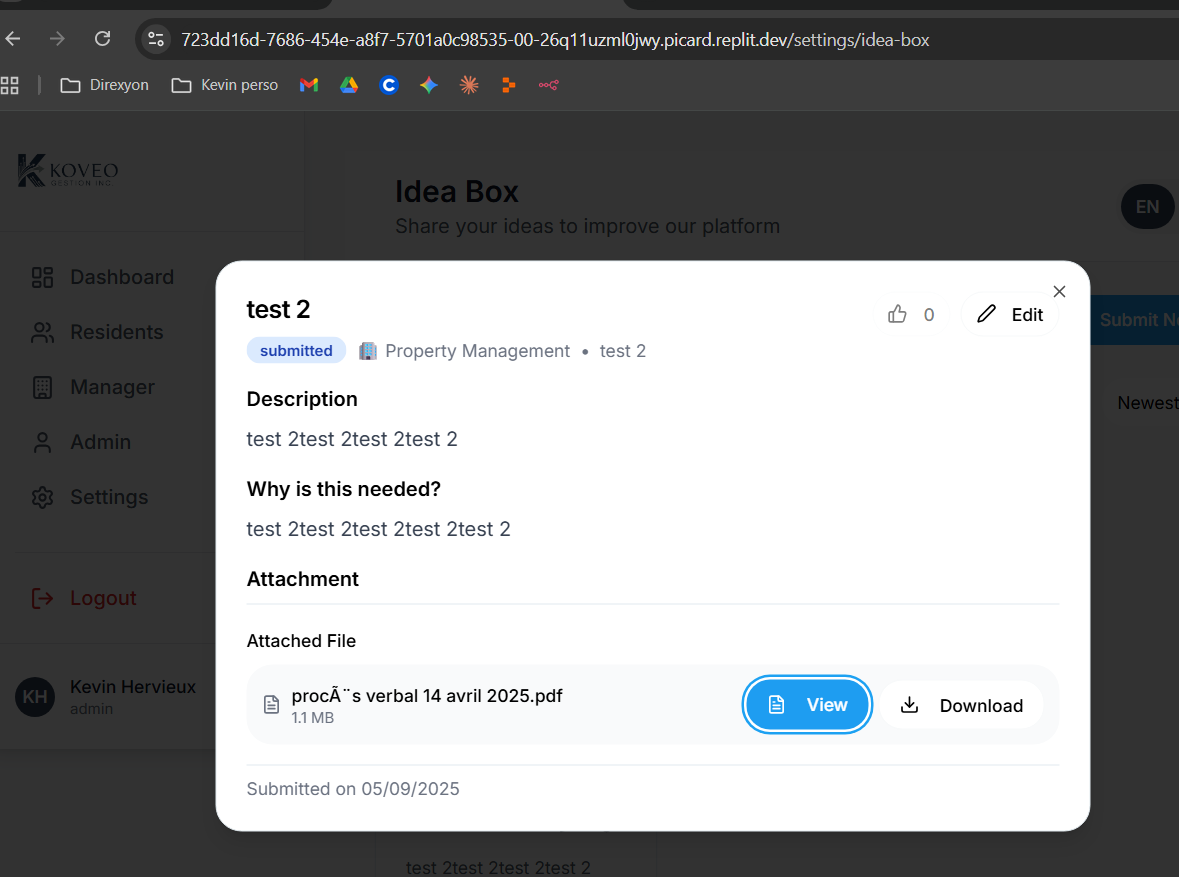 723dd16d-7686-454e-a8f7-5701a0c98535-00-26q11uzml0jwy.picard.replit.dev/settings/idea-box
Direxyon
Kevin perso
KOVEO
GESTION INC
Idea Box
Share your ideas to improve our platform
EN
Dashboard
Residents
Manager
Admin
Settings
Logout
KH
Kevin Hervieux
admin
Submit Ne
Newest
test 2
0
Edit
submitted
Property Management • test 2
Description
test 2test 2test 2test 2
Why is this needed?
test 2test 2test 2test 2test 2
Attachment
Attached File
procÃ¨s verbal 14 avril 2025.pdf
1.1 MB
View
Download
Submitted on 05/09/2025
test 2test 2test 2test 2